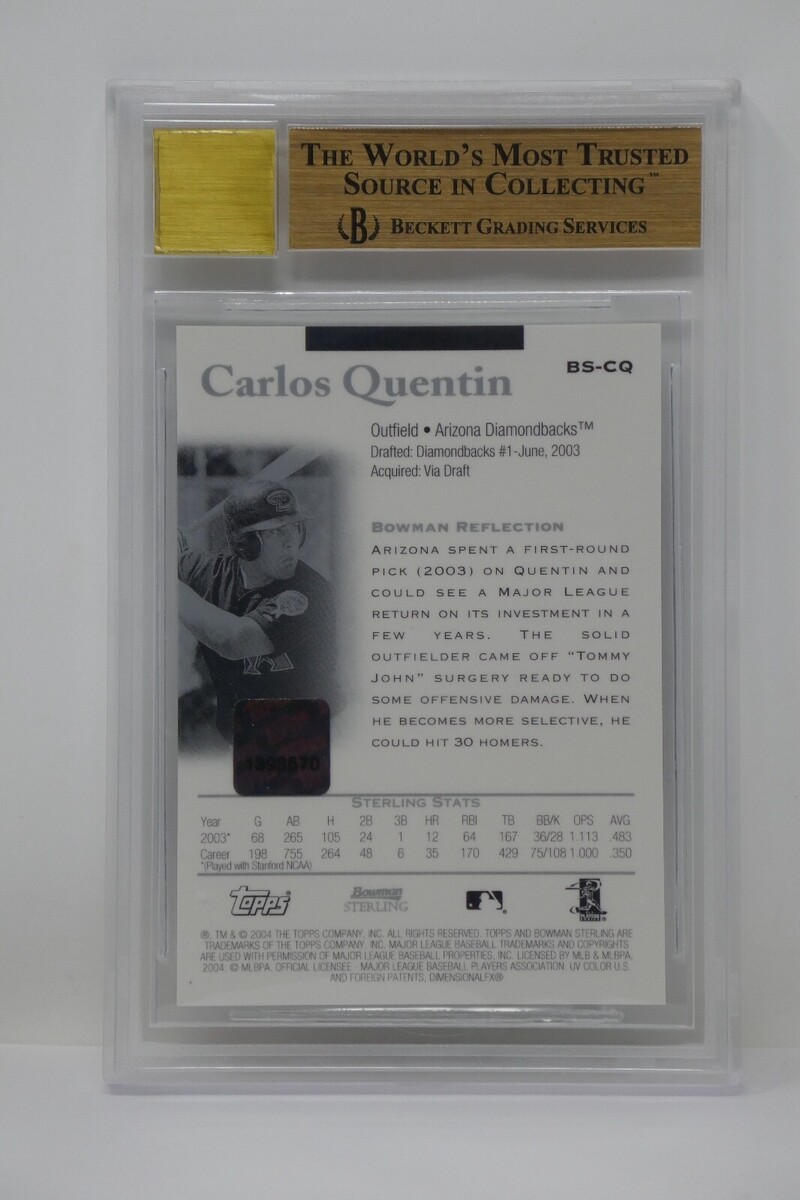 THE WORLD'S MOST TRUSTED
SOURCE IN COLLECTING™
B BECKETT GRADING SERVICES
Carlos Quentin
BS-CQ
Outfield • Arizona Diamondbacks™
Drafted: Diamondbacks #1-June, 2003
Acquired: Via Draft
BOWMAN REFLECTION
ARIZONA SPENT A FIRST-ROUND
PICK (2003) ON QUENTIN AND
COULD SEE A MAJOR LEAGUE
RETURN ON ITS INVESTMENT IN A
FEW YEARS. THE SOLID
OUTFIELDER CAME OFF "TOMMY
JOHN" SURGERY READY TO DO
SOME OFFENSIVE DAMAGE. WHEN
HE BECOMES MORE SELECTIVE, HE
COULD HIT 30 HOMERS.
STERLING STATS
Year G AB H 2B 3B HR RBI TB BB/K OPS AVG
2003* 68 265 105 24 1 12 64 167 36/28 1.113 .483
Career 198 755 264 48 6 35 170 429 75/108 1.000 .350
*(Played with Stanford NCAA)
Topps®
Bowman
STERLING
®, TM & © 2004 THE TOPPS COMPANY, INC. ALL RIGHTS RESERVED. TOPPS AND BOWMAN STERLING ARE
TRADEMARKS OF THE TOPPS COMPANY, INC. MAJOR LEAGUE BASEBALL TRADEMARKS AND COPYRIGHTS
ARE USED WITH PERMISSION OF MAJOR LEAGUE BASEBALL PROPERTIES, INC. LICENSED BY MLB & MLBPA,
2004. © MLBPA. OFFICIAL LICENSEE - MAJOR LEAGUE BASEBALL PLAYERS ASSOCIATION. UV COLOR U.S.
AND FOREIGN PATENTS, DIMENSIONALFX®